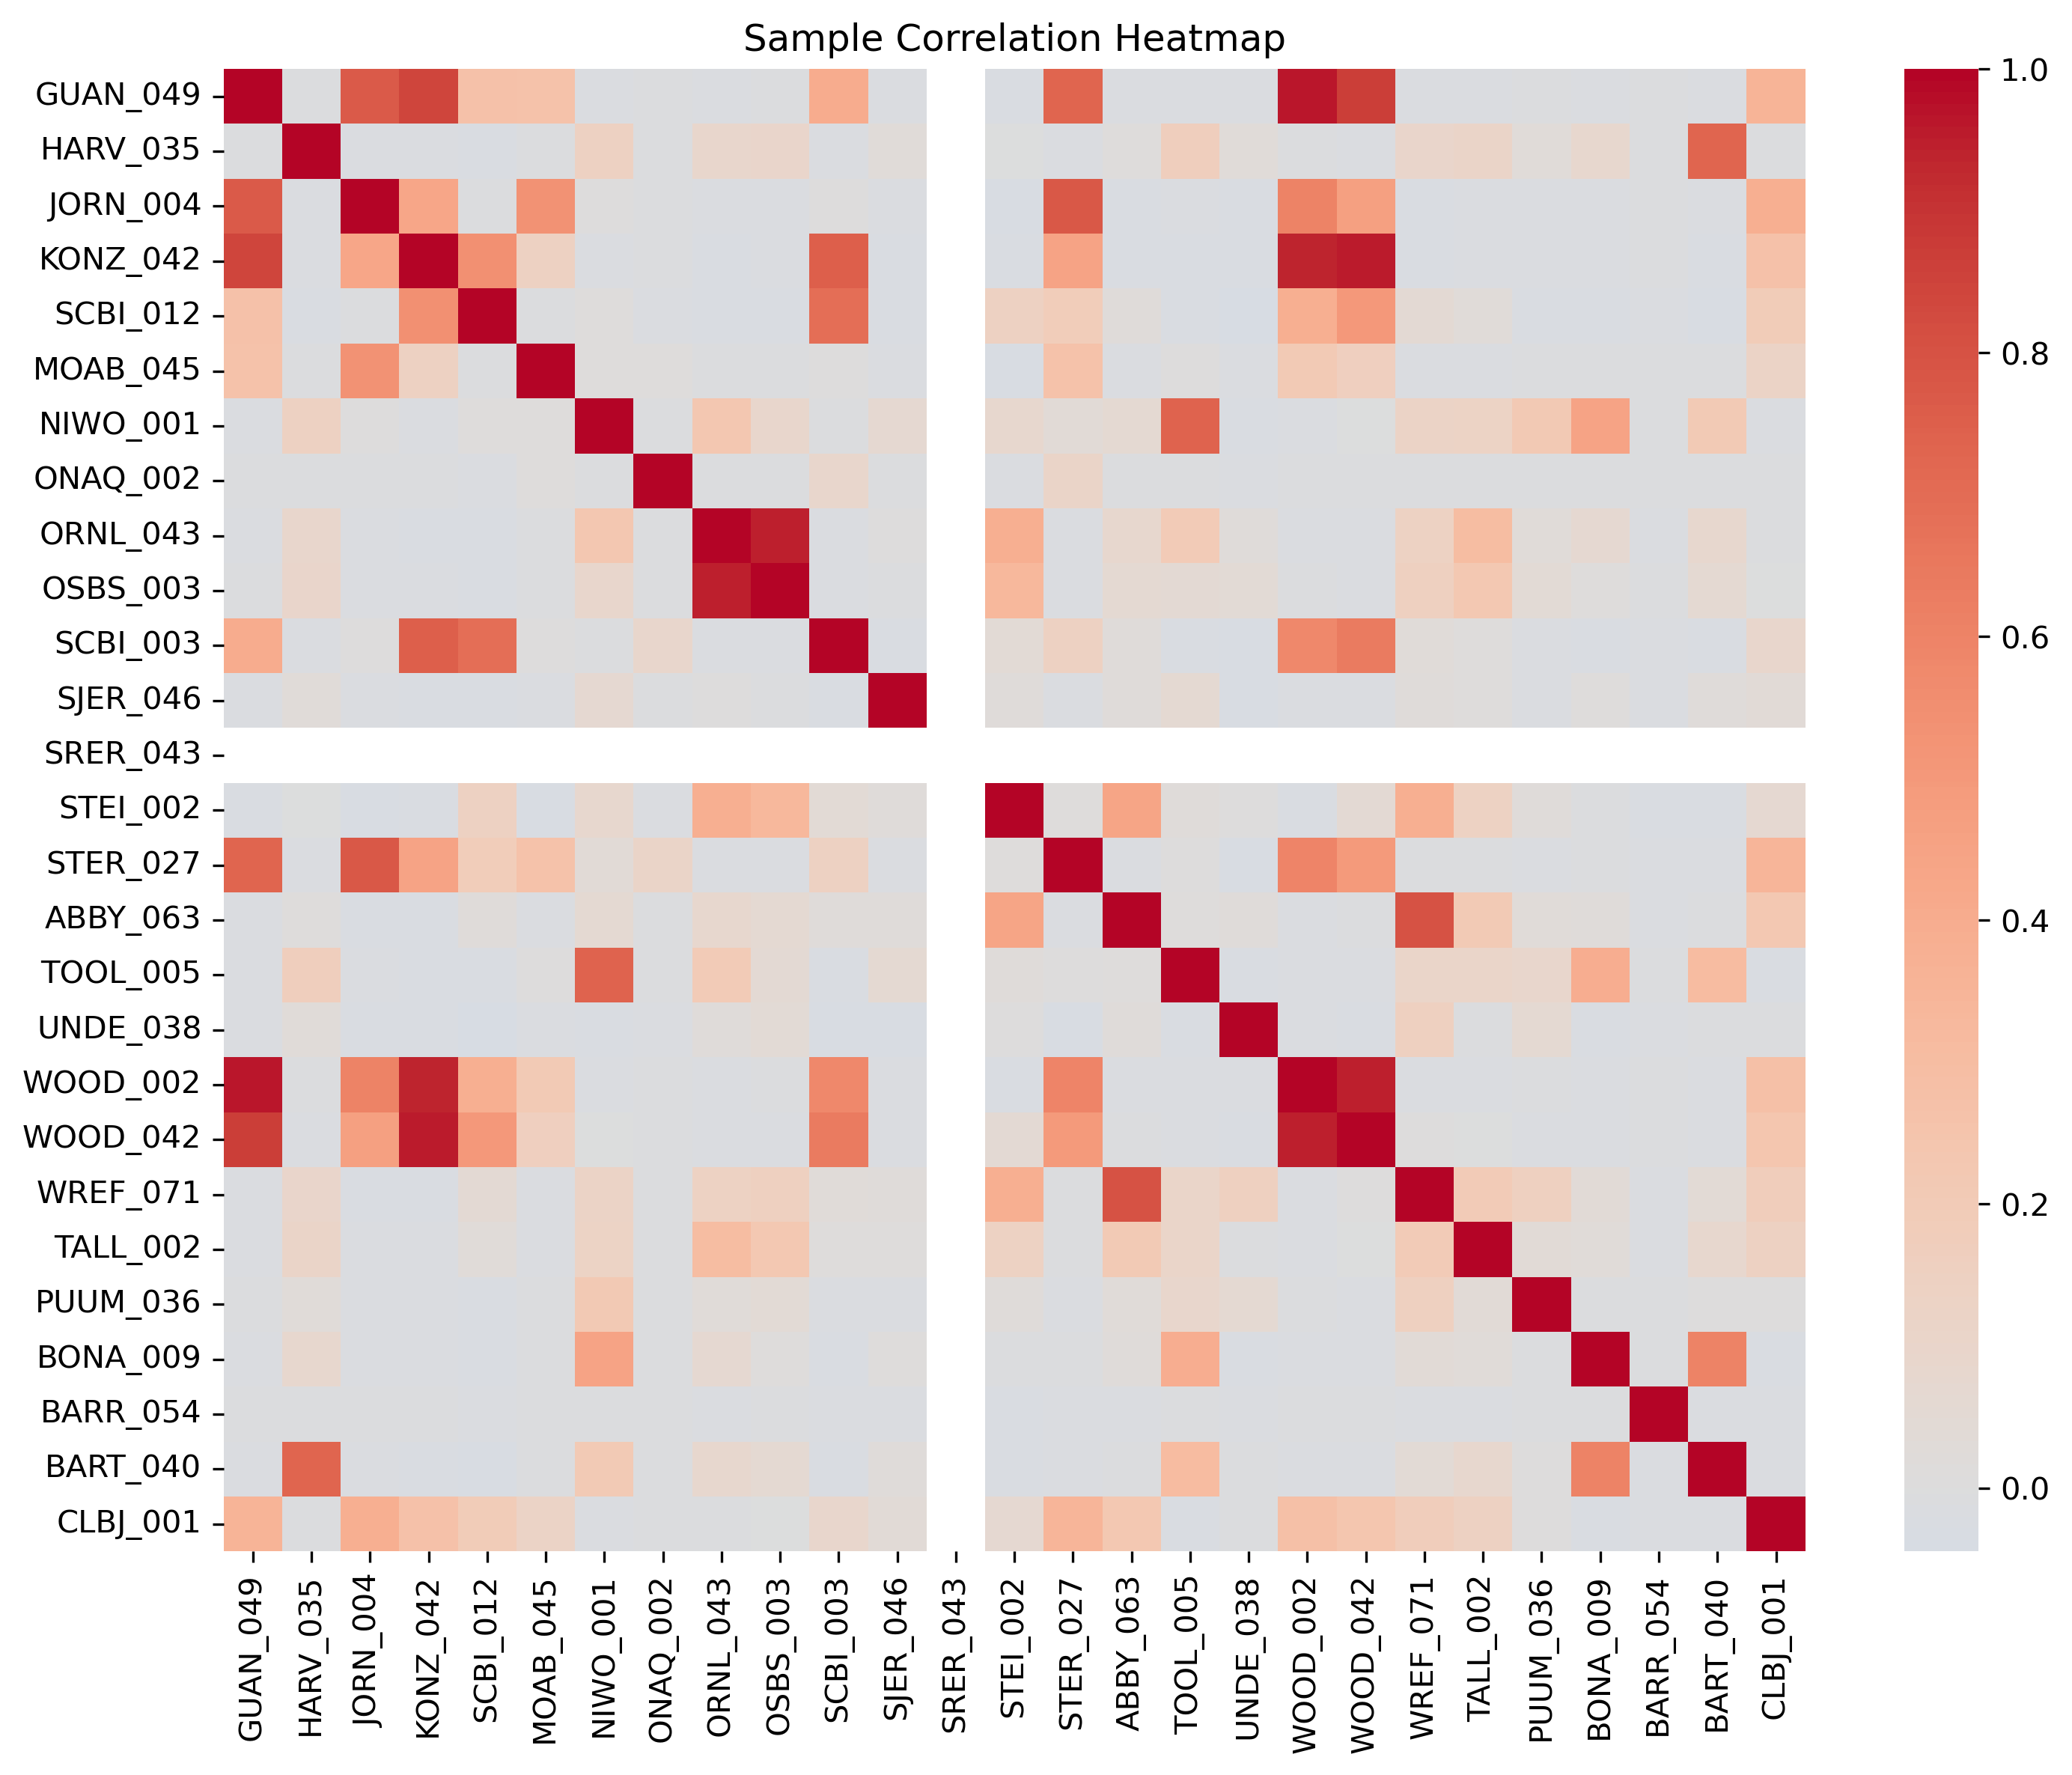 Sample Correlation Heatmap
GUAN_049
HARV_035
JORN_004
KONZ_042
SCBI_012
MOAB_045
NIWO_001
ONAQ_002
ORNL_043
OSBS_003
SCBI_003
SJER_046
SRER_043
STEI_002
STER_027
ABBY_063
TOOL_005
UNDE_038
WOOD_002
WOOD_042
WREF_071
TALL_002
PUUM_036
BONA_009
BARR_054
BART_040
CLBJ_001
GUAN_049
HARV_035
JORN_004
KONZ_042
SCBI_012
MOAB_045
NIWO_001
ONAQ_002
ORNL_043
OSBS_003
SCBI_003
SJER_046
SRER_043
STEI_002
STER_027
ABBY_063
TOOL_005
UNDE_038
WOOD_002
WOOD_042
WREF_071
TALL_002
PUUM_036
BONA_009
BARR_054
BART_040
CLBJ_001
1.0
0.8
0.6
0.4
0.2
0.0